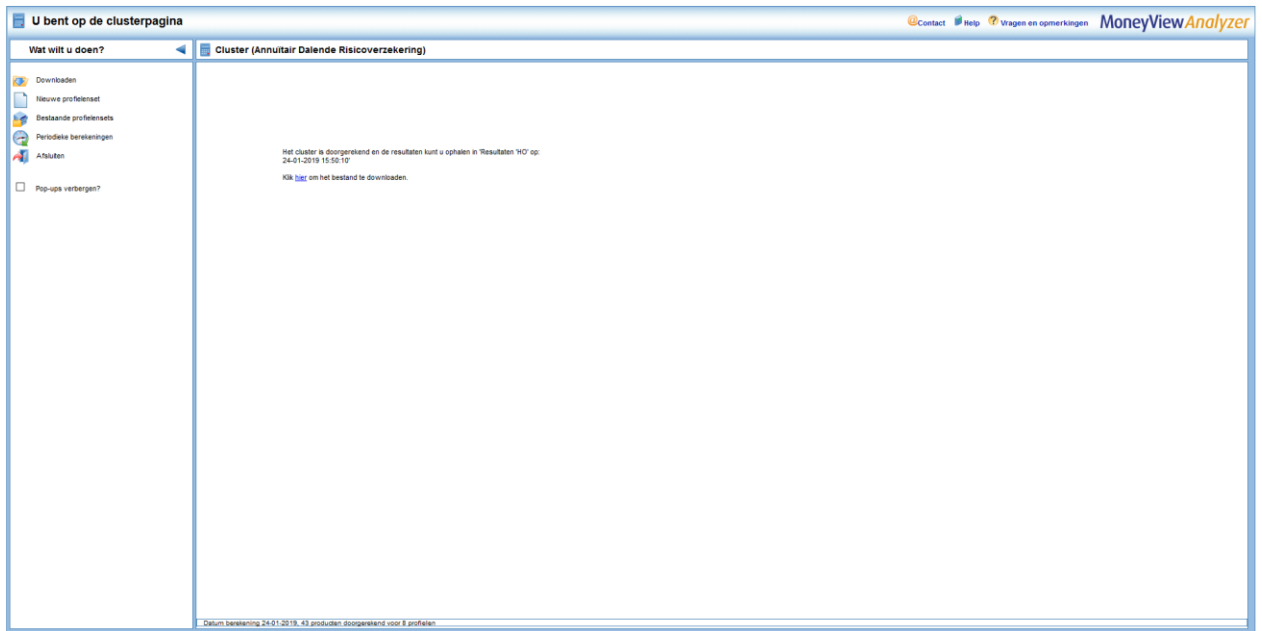 U bent op de clusterpagina
Contact Help Vragen en opmerkingen MoneyView Analyzer
Wat wilt u doen?
Cluster (Annuïtair Dalende Risicoverzekering)
Downloaden
Nieuwe profielenset
Bestaande profielensets
Periodieke berekeningen
Afsluiten
Pop-ups verbergen?
Het cluster is doorgerekend en de resultaten kunt u ophalen in 'Resultaten 'HO' op:
24-01-2019 15:50:10'
Klik hier om het bestand te downloaden.
Datum berekening 24-01-2019, 43 producten doorgerekend voor 8 profielen